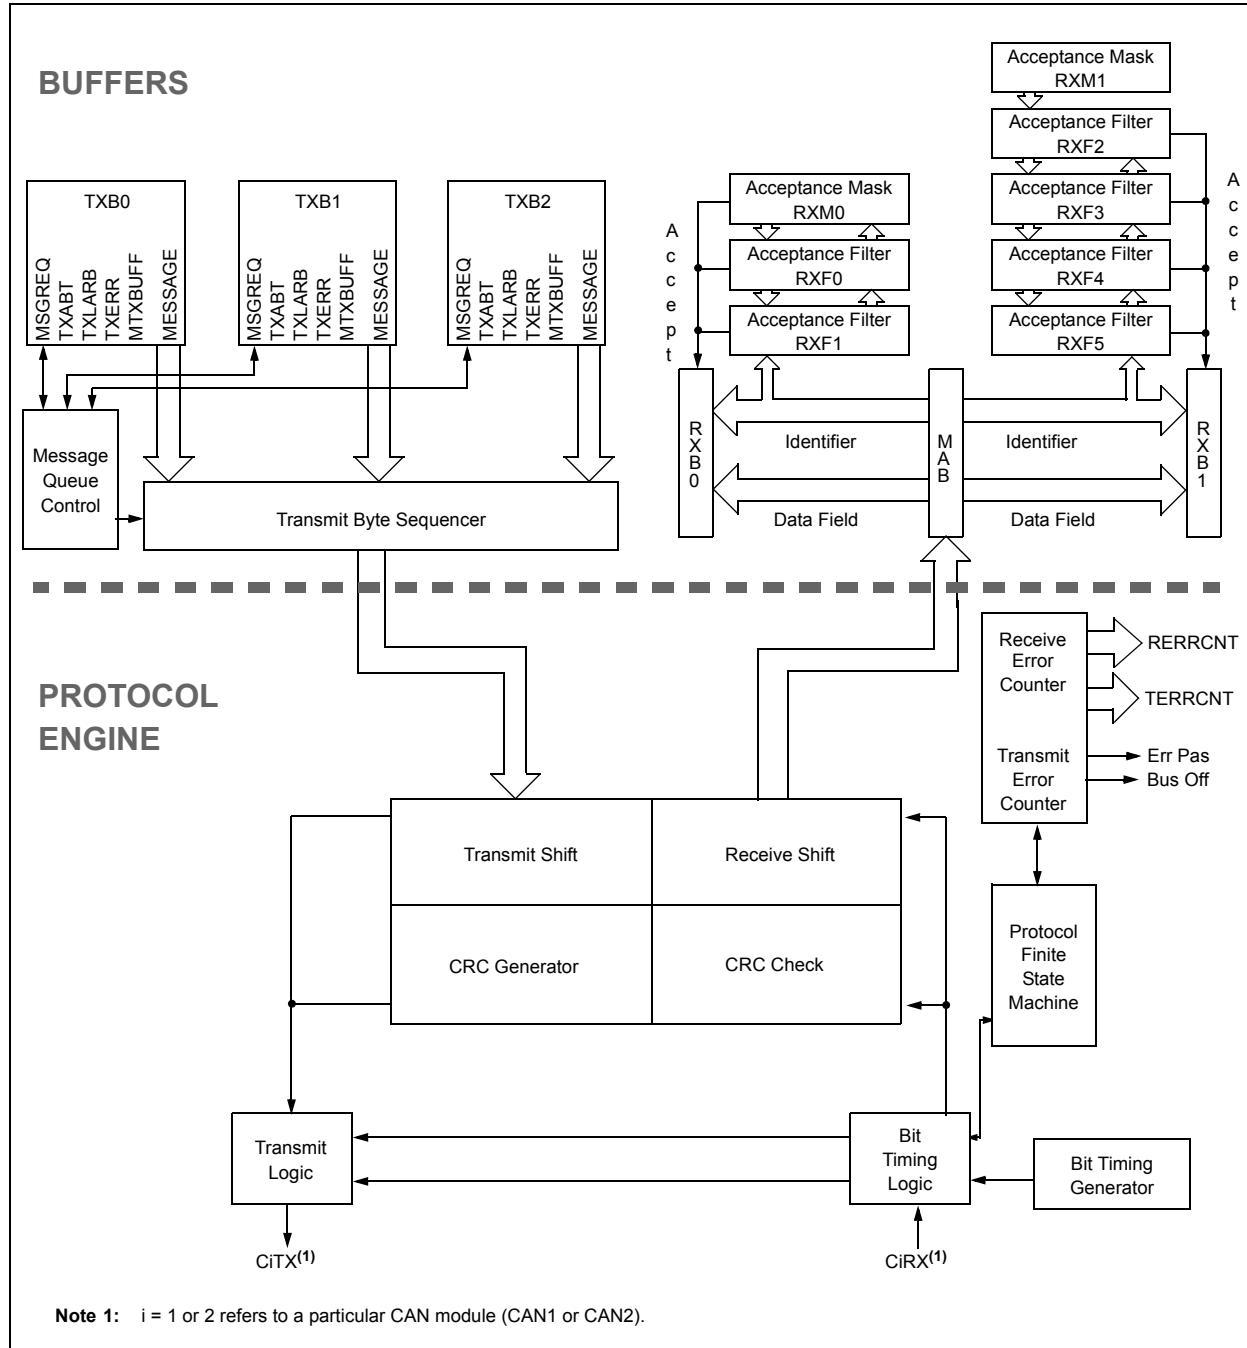 BUFFERS
TXB0
MSGREQ
TXABT
TXLARB
TXERR
MTXBUFF
MESSAGE
TXB1
MSGREQ
TXABT
TXLARB
TXERR
MTXBUFF
MESSAGE
TXB2
MSGREQ
TXABT
TXLARB
TXERR
MTXBUFF
MESSAGE
Message
Queue
Control
Transmit Byte Sequencer
Accept
Acceptance Mask
RXM0
Acceptance Filter
RXF0
Acceptance Filter
RXF1
Acceptance Mask
RXM1
Acceptance Filter
RXF2
Acceptance Filter
RXF3
Acceptance Filter
RXF4
Acceptance Filter
RXF5
Accept
RXB0
Identifier
Data Field
MAB
Identifier
Data Field
RXB1
PROTOCOL
ENGINE
Receive
Error
Counter
Transmit
Error
Counter
RERRCNT
TERRCNT
Err Pas
Bus Off
Transmit Shift
Receive Shift
CRC Generator
CRC Check
Protocol
Finite
State
Machine
Transmit
Logic
Bit
Timing
Logic
Bit Timing
Generator
CiTX(1)
CiRX(1)
Note 1: i = 1 or 2 refers to a particular CAN module (CAN1 or CAN2).